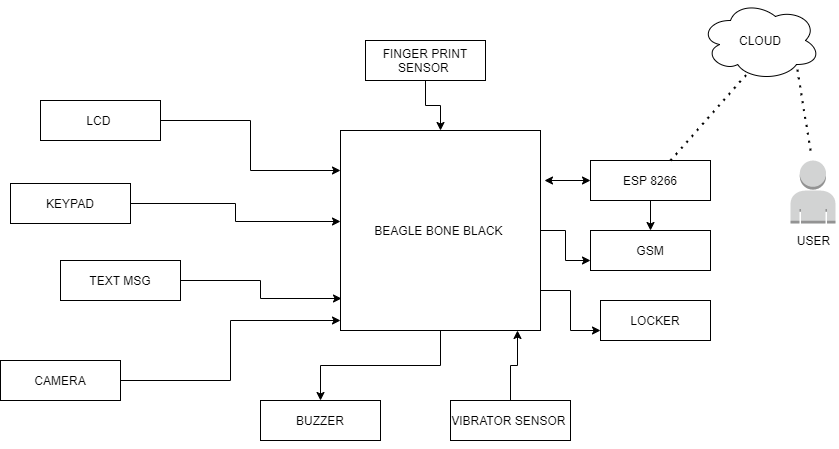 CLOUD
FINGER PRINT
SENSOR
LCD
ESP 8266
KEYPAD
BEAGLE BONE BLACK
USER
GSM
TEXT MSG
LOCKER
CAMERA
BUZZER
VIBRATOR SENSOR